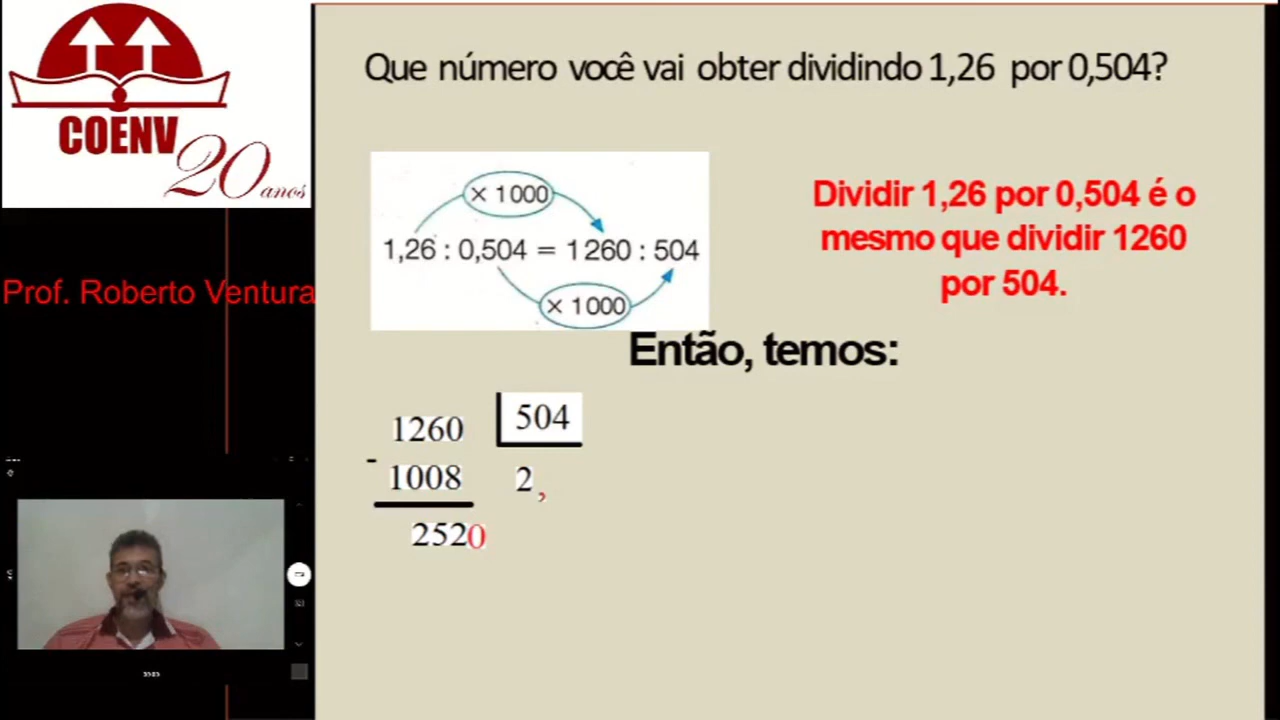 COENV
20 anos
Prof. Roberto Ventura
Que número você vai obter dividindo 1,26 por 0,504?
× 1000
1,26 : 0,504 = 1260 : 504
× 1000
Dividir 1,26 por 0,504 é o
mesmo que dividir 1260
por 504.
Então, temos:
1260 504
- 1008 2,
2520